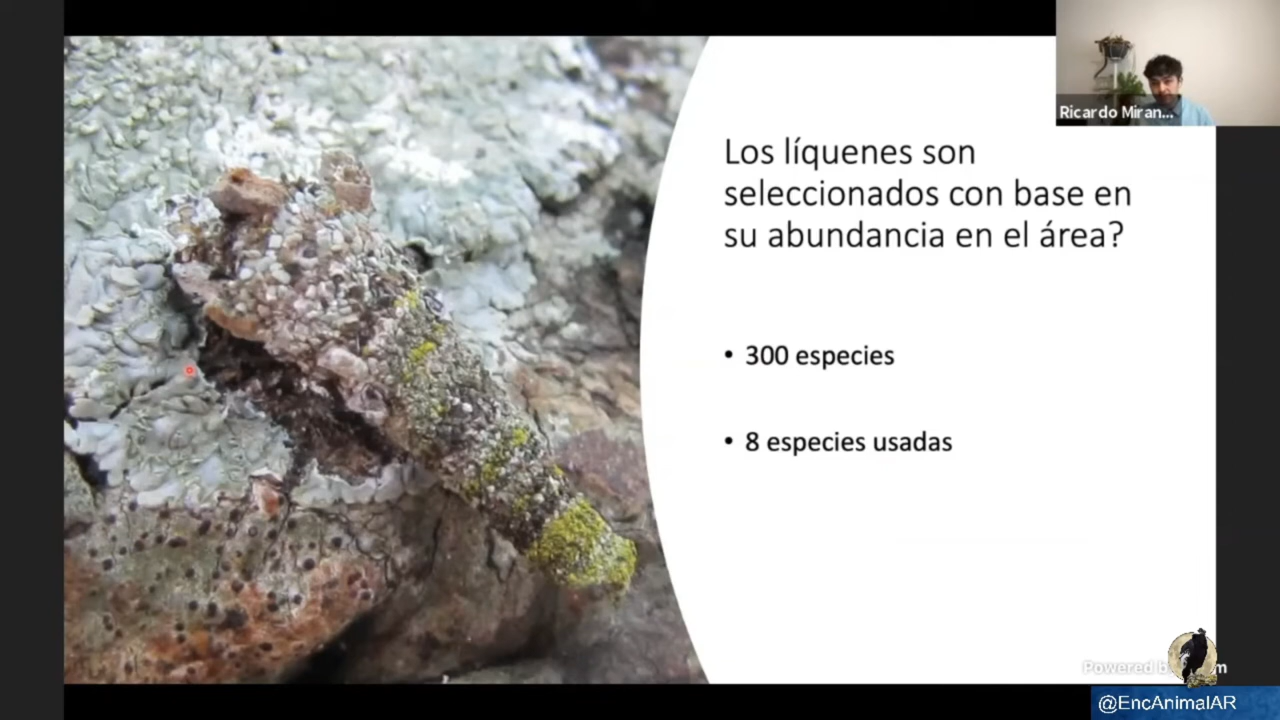 Ricardo Miran...
Los líquenes son
seleccionados con base en
su abundancia en el área?
• 300 especies
• 8 especies usadas
Powered
@EncAnimalAR